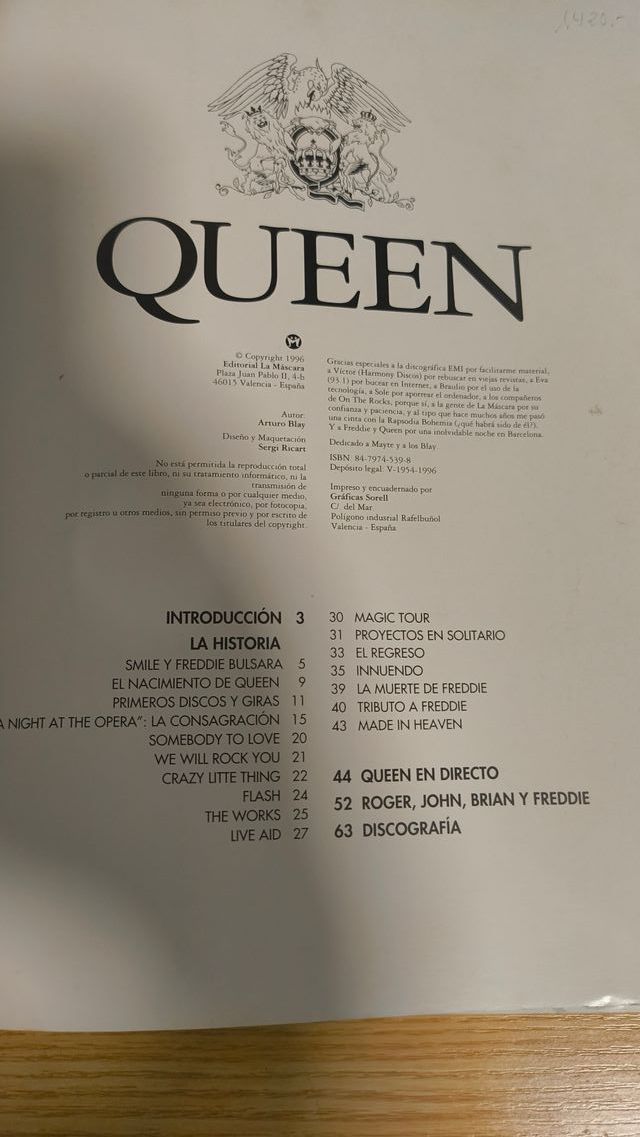 1.420.-
QUEEN
© Copyright 1996
Editorial La Máscara
Plaza Juan Pablo II, 4-b
46015 Valencia - España
Autor:
Arturo Blay
Diseño y Maquetación
Sergi Ricart
No está permitida la reproducción total
o parcial de este libro, ni su tratamiento informático, ni la
transmisión de
ninguna forma o por cualquier medio,
ya sea electrónico, por fotocopia,
por registro u otros medios, sin permiso previo y por escrito de
los titulares del copyright.
Gracias especiales a la discográfica EMI por facilitarme material,
a Víctor (Harmony Discos) por rebuscar en viejas revistas, a Eva
(93.1) por bucear en Internet, a Braulio por el uso de la
tecnología, a Sole por aporrear el ordenador, a los compañeros
de On The Rocks, porque sí, a la gente de La Máscara por su
confianza y paciencia, y al tipo que hace muchos años me pasó
una cinta con la Rapsodia Bohemia (¿qué habrá sido de él?).
Y a Freddie y Queen por una inolvidable noche en Barcelona.
Dedicado a Mayte y a los Blay
ISBN: 84-7974-539-8
Depósito legal: V-1954-1996
Impreso y encuadernado por
Gráficas Sorell
C/ del Mar
Polígono industrial Rafelbuñol
Valencia - España
INTRODUCCIÓN 3
LA HISTORIA
SMILE Y FREDDIE BULSARA 5
EL NACIMIENTO DE QUEEN 9
PRIMEROS DISCOS Y GIRAS 11
A NIGHT AT THE OPERA": LA CONSAGRACIÓN 15
SOMEBODY TO LOVE 20
WE WILL ROCK YOU 21
CRAZY LITTE THING 22
FLASH 24
THE WORKS 25
LIVE AID 27
30 MAGIC TOUR
31 PROYECTOS EN SOLITARIO
33 EL REGRESO
35 INNUENDO
39 LA MUERTE DE FREDDIE
40 TRIBUTO A FREDDIE
43 MADE IN HEAVEN
44 QUEEN EN DIRECTO
52 ROGER, JOHN, BRIAN Y FREDDIE
63 DISCOGRAFÍA